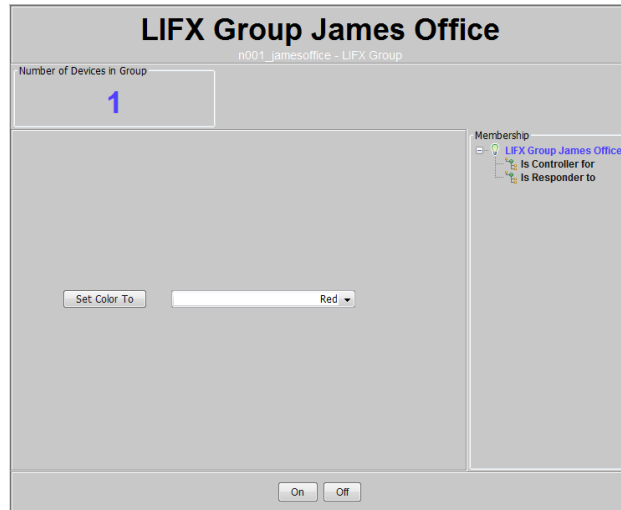 LIFX Group James Office
n001_jamesoffice - LIFX Group
Number of Devices in Group
1
Membership
LIFX Group James Office
Is Controller for
Is Responder to
Set Color To
Red
On
Off